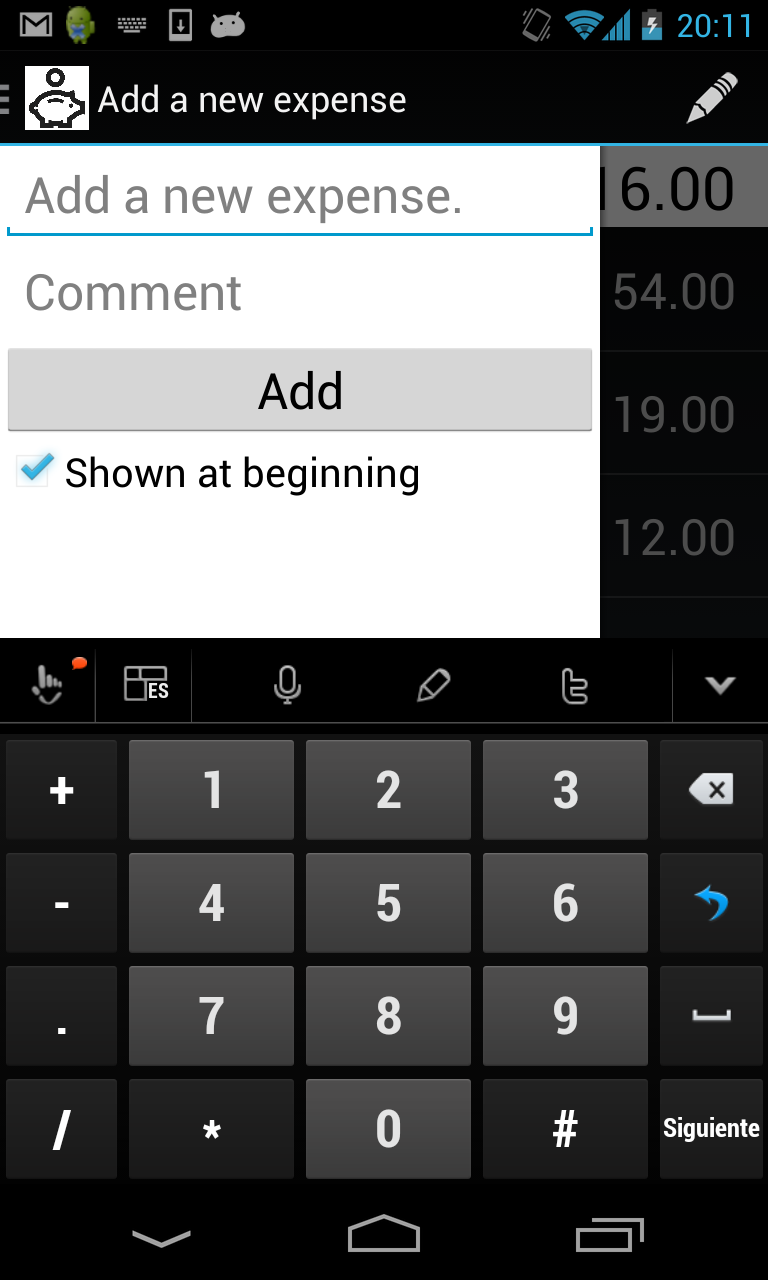 20:11
Add a new expense
Add a new expense.
16.00
Comment
54.00
Add
19.00
Shown at beginning
12.00
ES
+ 1 2 3
- 4 5 6
. 7 8 9
/ * 0 # Siguiente